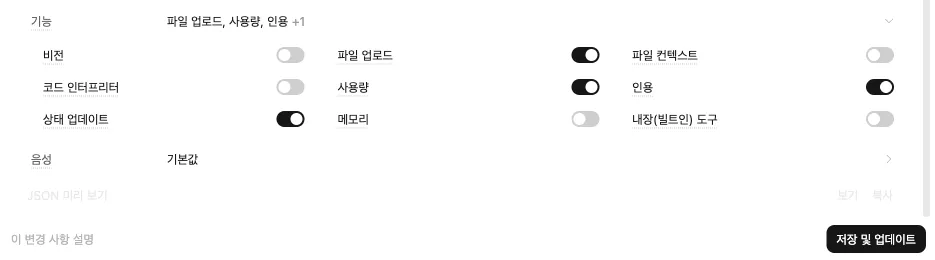 기능 파일 업로드, 사용량, 인용 +1
비전 파일 업로드 파일 컨텍스트
코드 인터프리터 사용량 인용
상태 업데이트 메모리 내장(빌트인) 도구
음성 기본값
JSON 미리 보기 보기 복사
이 변경 사항 설명 저장 및 업데이트